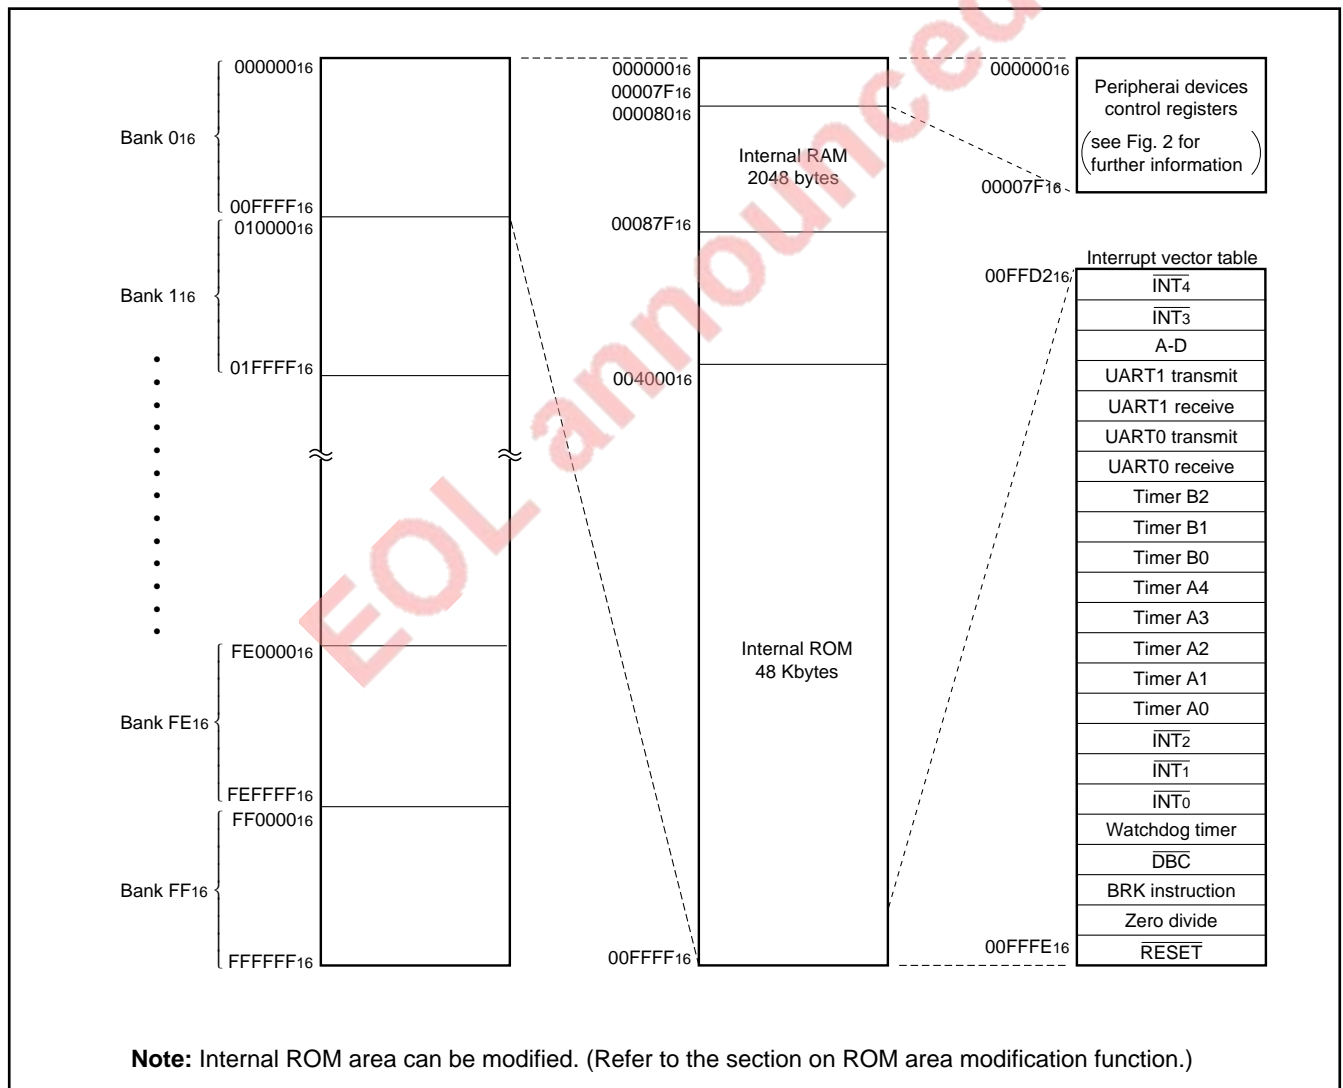 000000₁₆
Bank 0₁₆
00FFFF₁₆
010000₁₆
Bank 1₁₆
01FFFF₁₆
FE0000₁₆
Bank FE₁₆
FEFFFF₁₆
FF0000₁₆
Bank FF₁₆
FFFFFF₁₆
000000₁₆
00007F₁₆
000080₁₆
Internal RAM
2048 bytes
00087F₁₆
004000₁₆
Internal ROM
48 Kbytes
00FFFF₁₆
000000₁₆
Peripherai devices
control registers
(see Fig. 2 for
further information)
00007F₁₆
Interrupt vector table
00FFD2₁₆
INT4
INT3
A-D
UART1 transmit
UART1 receive
UART0 transmit
UART0 receive
Timer B2
Timer B1
Timer B0
Timer A4
Timer A3
Timer A2
Timer A1
Timer A0
INT2
INT1
INT0
Watchdog timer
DBC
BRK instruction
Zero divide
00FFFE₁₆
RESET
EOL announced
Note: Internal ROM area can be modified. (Refer to the section on ROM area modification function.)